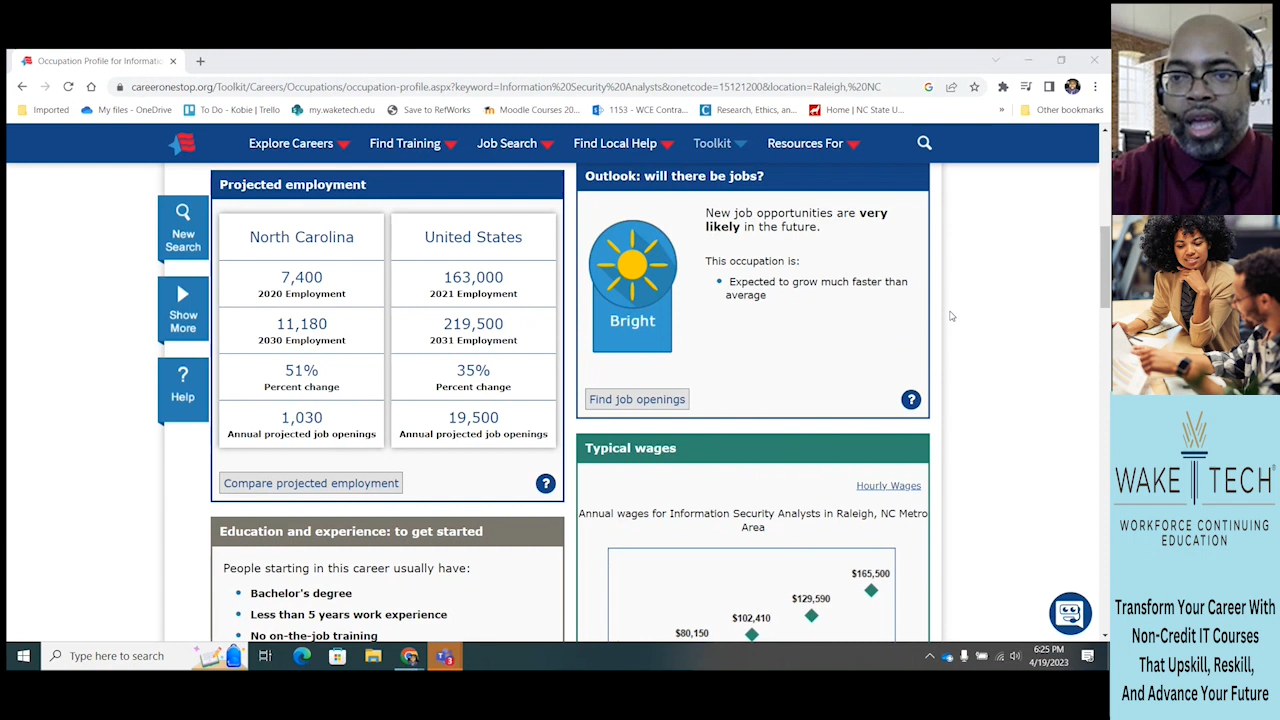 Occupation Profile for Informatio
careeronestop.org/Toolkit/Careers/Occupations/occupation-profile.aspx?keyword=Information%20Security%20Analysts&onetcode=15121200&location=Raleigh,%20NC
Imported
My files - OneDrive
To Do - Kobie | Trello
my.waketech.edu
Save to RefWorks
Moodle Courses 20...
1153 - WCE Contra...
Research, Ethics, an...
Home | NC State U...
»
Other bookmarks
Explore Careers
Find Training
Job Search
Find Local Help
Toolkit
Resources For
New
Search
Show
More
?
Help
Projected employment
North Carolina
United States
7,400
2020 Employment
163,000
2021 Employment
11,180
2030 Employment
219,500
2031 Employment
51%
Percent change
35%
Percent change
1,030
Annual projected job openings
19,500
Annual projected job openings
Compare projected employment
?
Education and experience: to get started
People starting in this career usually have:
• Bachelor's degree
• Less than 5 years work experience
• No on-the-job training
Outlook: will there be jobs?
Bright
New job opportunities are very
likely in the future.
This occupation is:
• Expected to grow much faster than
average
Find job openings
?
Typical wages
Hourly Wages
Annual wages for Information Security Analysts in Raleigh, NC Metro
Area
$165,500
$129,590
$102,410
$80,150
Type here to search
6:25 PM
4/19/2023
WAKE TECH®
WORKFORCE CONTINUING
EDUCATION
Transform Your Career With
Non-Credit IT Courses
That Upskill, Reskill,
And Advance Your Future